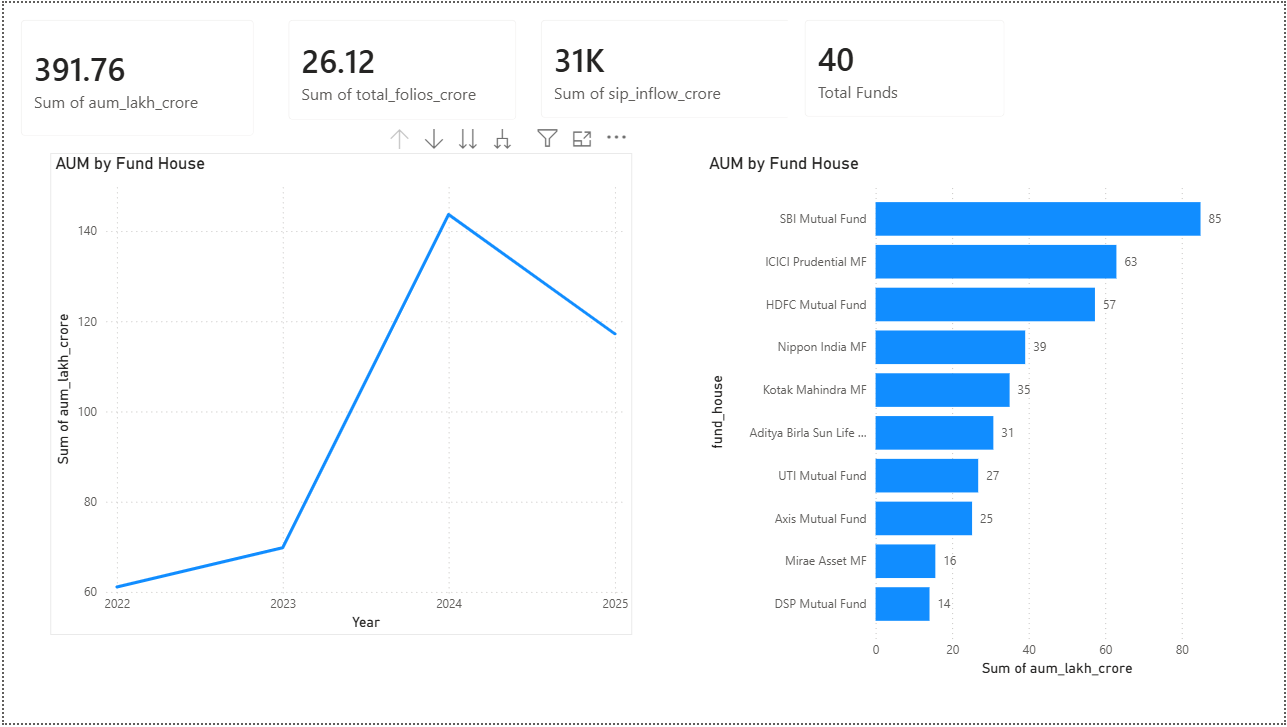 391.76
Sum of aum_lakh_crore
26.12
Sum of total_folios_crore
31K
Sum of sip_inflow_crore
40
Total Funds
AUM by Fund House
Sum of aum_lakh_crore
140
120
100
80
60
2022 2023 2024 2025
Year
AUM by Fund House
fund_house
SBI Mutual Fund 85
ICICI Prudential MF 63
HDFC Mutual Fund 57
Nippon India MF 39
Kotak Mahindra MF 35
Aditya Birla Sun Life ... 31
UTI Mutual Fund 27
Axis Mutual Fund 25
Mirae Asset MF 16
DSP Mutual Fund 14
0 20 40 60 80
Sum of aum_lakh_crore